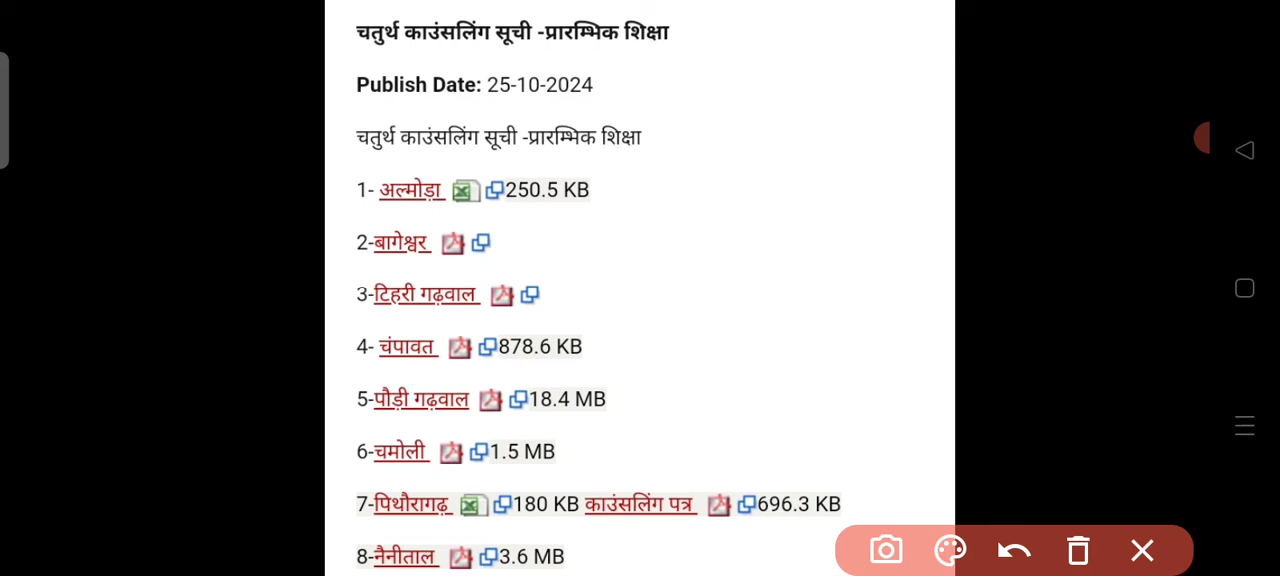 चतुर्थ काउंसलिंग सूची -प्रारम्भिक शिक्षा
Publish Date: 25-10-2024
चतुर्थ काउंसलिंग सूची -प्रारम्भिक शिक्षा
1- अल्मोड़ा 250.5 KB
2-बागेश्वर
3-टिहरी गढ़वाल
4- चंपावत 878.6 KB
5-पौड़ी गढ़वाल 18.4 MB
6-चमोली 1.5 MB
7-पिथौरागढ़ 180 KB काउंसलिंग पत्र 696.3 KB
8-नैनीताल 3.6 MB